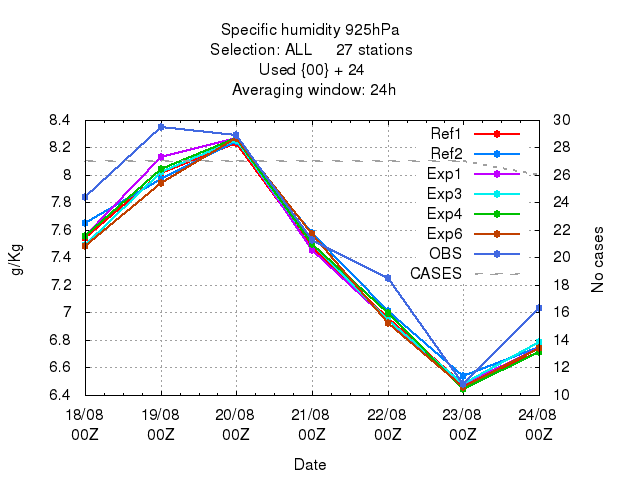 Specific humidity 925hPa
Selection: ALL 27 stations
Used {00} + 24
Averaging window: 24h
8.4
8.2
8
7.8
7.6
7.4
7.2
7
6.8
6.6
6.4
g/Kg
30
28
26
24
22
20
18
16
14
12
10
No cases
Ref1
Ref2
Exp1
Exp3
Exp4
Exp6
OBS
CASES
18/08 19/08 20/08 21/08 22/08 23/08 24/08
00Z 00Z 00Z 00Z 00Z 00Z 00Z
Date